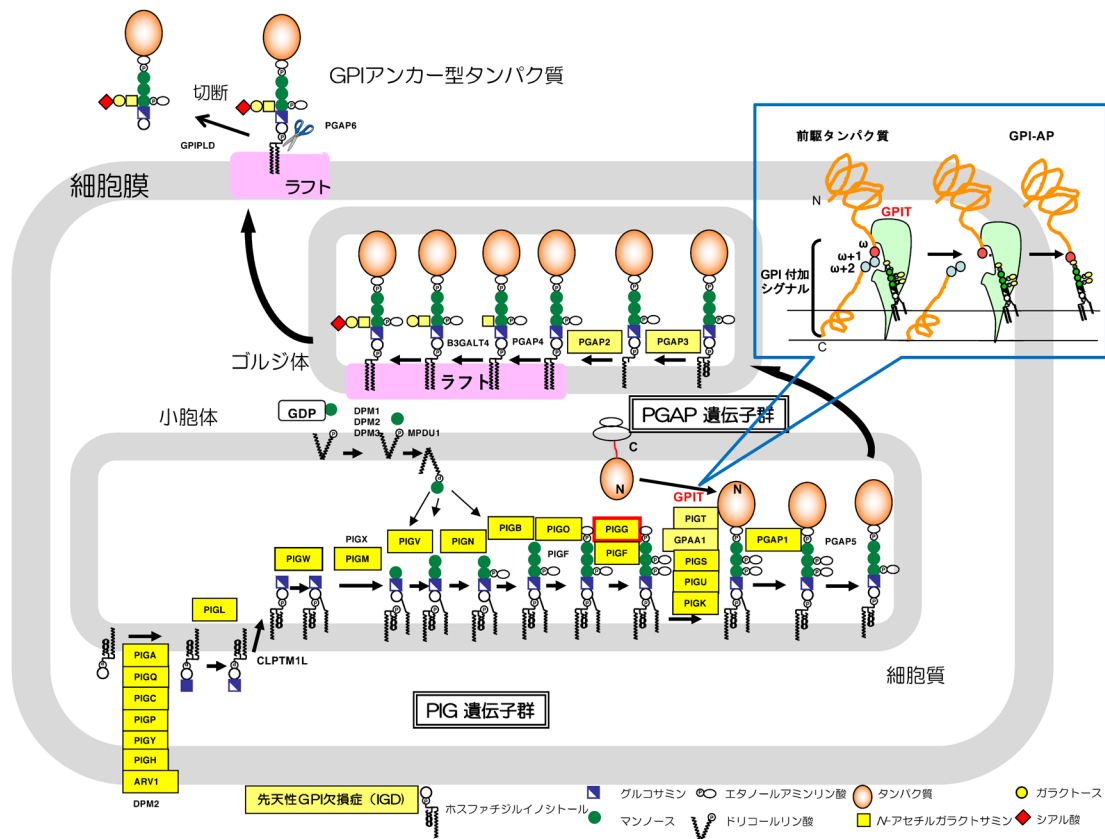 GPIアンカー型タンパク質
切断
PGAP6
GPIPLD
細胞膜
ラフト
前駆タンパク質
GPI-AP
N
GPIT
ω
ω+1
ω+2
GPI 付加
シグナル
C
B3GALT4
PGAP4
PGAP2
PGAP3
ゴルジ体
ラフト
小胞体
GDP
DPM1
DPM2
DPM3
MPDU1
PGAP 遺伝子群
C
N
GPIT
N
PIGT
GPAA1
PIGS
PIGU
PIGK
PGAP1
PGAP5
PIGB
PIGO
PIGG
PIGF
PIGF
PIGV
PIGN
PIGX
PIGM
PIGW
PIGL
CLPTM1L
PIGA
PIGQ
PIGC
PIGP
PIGY
PIGH
ARV1
DPM2
細胞質
PIG 遺伝子群
先天性GPI欠損症（IGD）
ホスファチジルイノシトール
グルコサミン
エタノールアミンリン酸
タンパク質
ガラクトース
マンノース
ドリコールリン酸
N-アセチルガラクトサミン
シアル酸